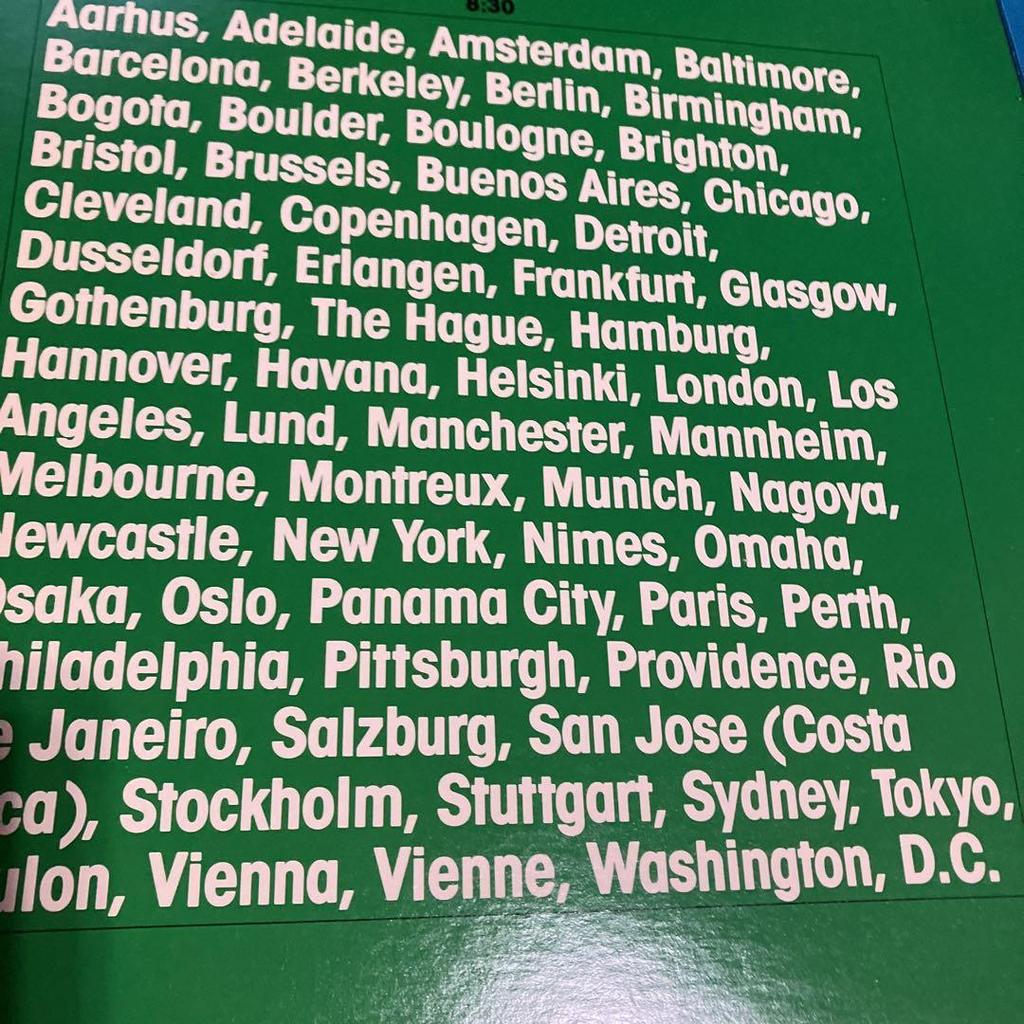 8:30
Aarhus, Adelaide, Amsterdam, Baltimore,
Barcelona, Berkeley, Berlin, Birmingham,
Bogota, Boulder, Boulogne, Brighton,
Bristol, Brussels, Buenos Aires, Chicago,
Cleveland, Copenhagen, Detroit,
Dusseldorf, Erlangen, Frankfurt, Glasgow,
Gothenburg, The Hague, Hamburg,
Hannover, Havana, Helsinki, London, Los
Angeles, Lund, Manchester, Mannheim,
Melbourne, Montreux, Munich, Nagoya,
Newcastle, New York, Nimes, Omaha,
Osaka, Oslo, Panama City, Paris, Perth,
hiladelphia, Pittsburgh, Providence, Rio
e Janeiro, Salzburg, San Jose (Costa
ca), Stockholm, Stuttgart, Sydney, Tokyo,
ulon, Vienna, Vienne, Washington, D.C.